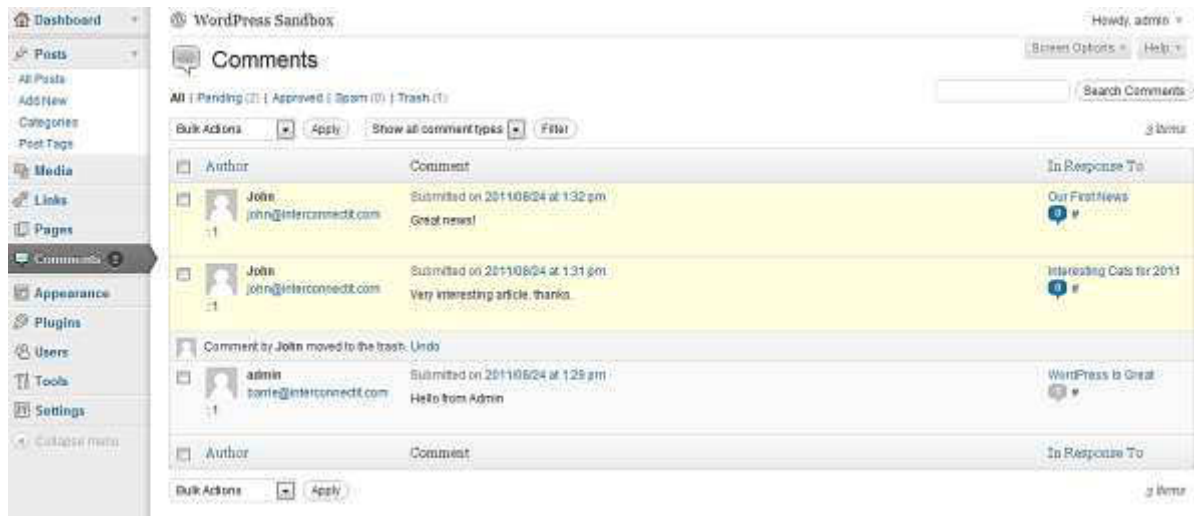 Dashboard
Posts
All Posts
Add New
Categories
Post Tags
Media
Links
Pages
Comments 2
Appearance
Plugins
Users
Tools
Settings
Collapse menu
WordPress Sandbox
Howdy, admin
Comments
Screen Options
Help
All | Pending (2) | Approved | Spam (0) | Trash (1)
Search Comments
Bulk Actions
Apply
Show all comment types
Filter
3 items
Author
Comment
In Response To
John
john@interconnectit.com
::1
Submitted on 2011/08/24 at 1:32 pm
Great news!
Our First News
0 #
John
john@interconnectit.com
::1
Submitted on 2011/08/24 at 1:31 pm
Very interesting article, thanks.
Interesting Cats for 2011
0 #
Comment by John moved to the trash. Undo
admin
barrie@interconnectit.com
::1
Submitted on 2011/08/24 at 1:29 pm
Hello from Admin
WordPress is Great
#
Author
Comment
In Response To
Bulk Actions
Apply
3 items